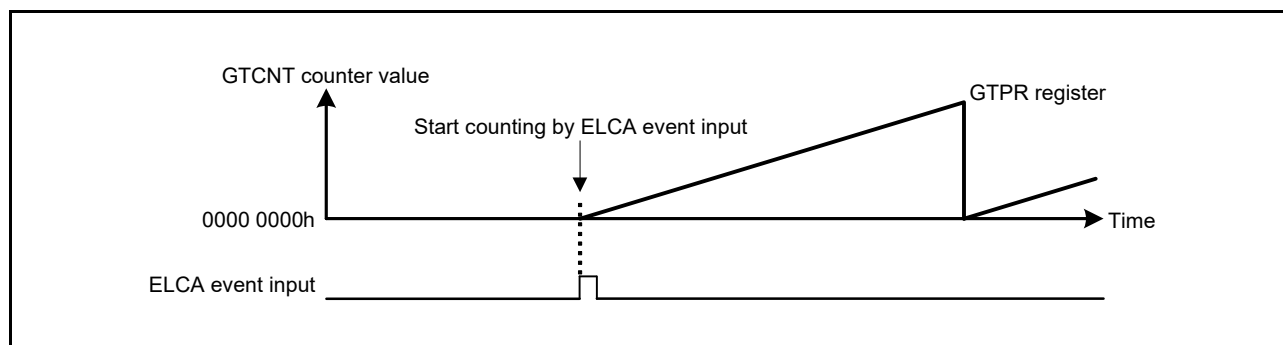 GTCNT counter value
GTPR register
Start counting by ELCA event input
0000 0000h
Time
ELCA event input